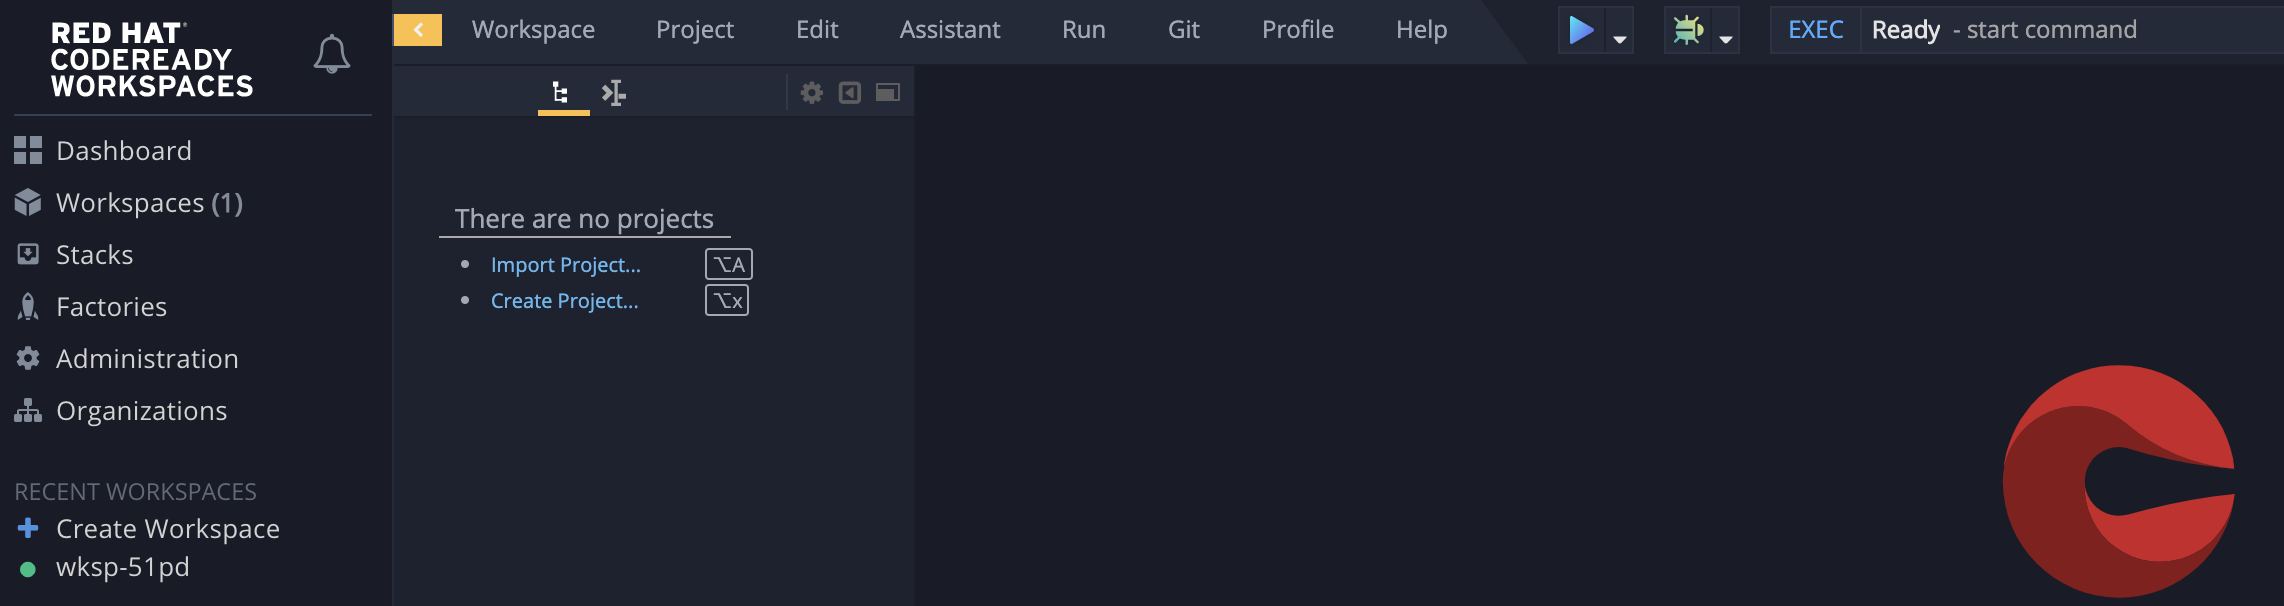 RED HAT®
CODEREADY
WORKSPACES
Dashboard
Workspaces (1)
Stacks
Factories
Administration
Organizations
RECENT WORKSPACES
Create Workspace
wksp-51pd
Workspace Project Edit Assistant Run Git Profile Help
EXEC Ready - start command
There are no projects
Import Project... ⌥A
Create Project... ⌥x